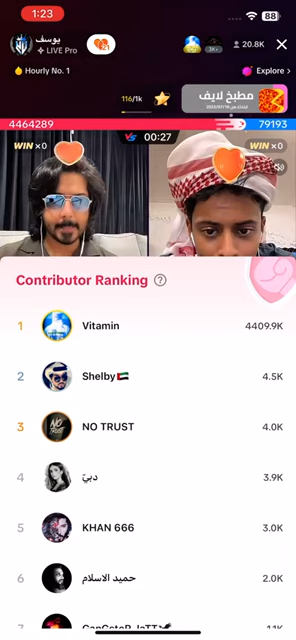 1:23
88
يوسف
LIVE Pro
3K+
20.8K
Hourly No. 1
Explore >
116/1k
مطبخ لايف
4464289
79193
WIN ×0
VS 00:27
WIN ×0
Contributor Ranking
1 Vitamin 4409.9K
2 Shelby🇦🇪 4.5K
3 NO TRUST 4.0K
4 دبيّ 3.9K
5 KHAN 666 3.0K
6 حميد الاسلام 2.0K